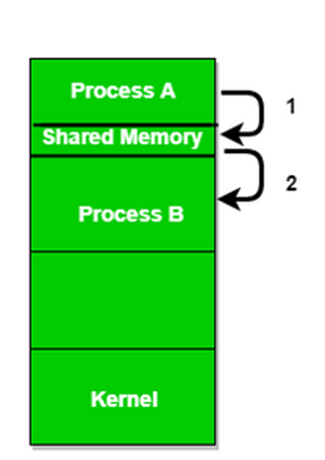 Process A
1
Shared Memory
2
Process B
Kernel